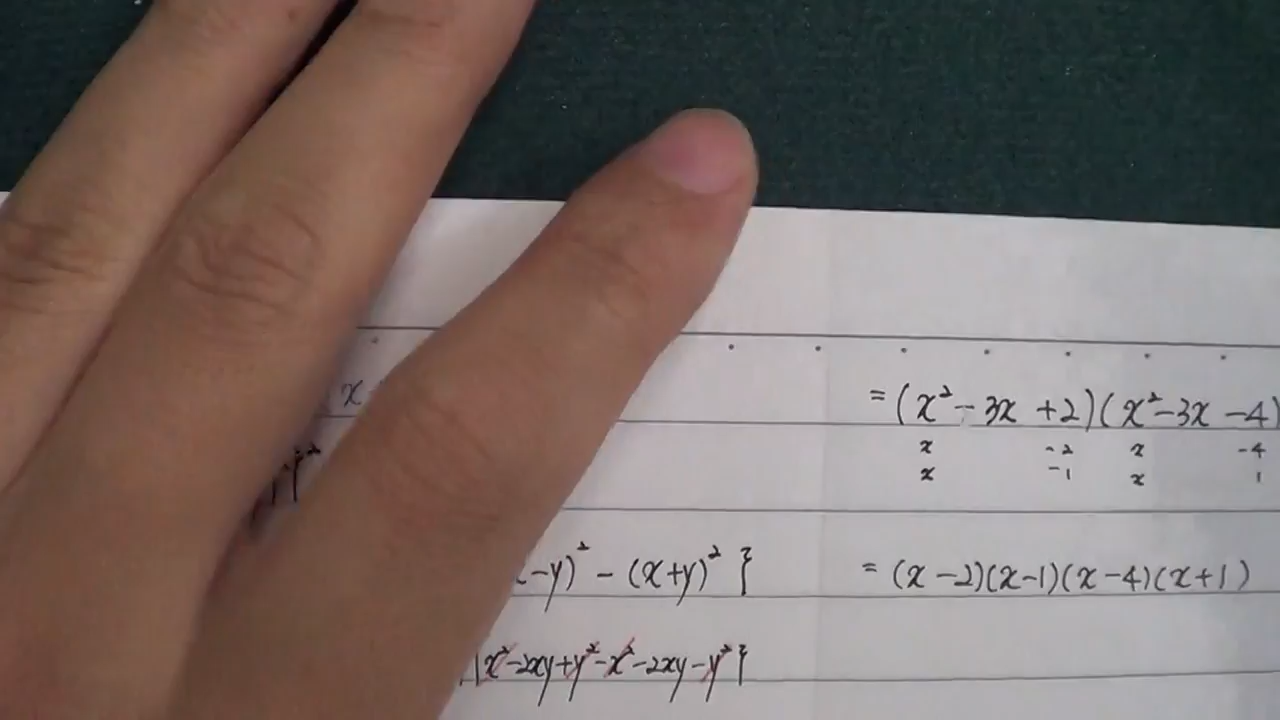 x
y²
-y)² - (x+y)² }
x²-2xy+y²-x²-2xy-y²}
= (x² - 3x + 2)(x² - 3x - 4)
x -2 x -4
x -1 x 1
= (x - 2)(x - 1)(x - 4)(x + 1)